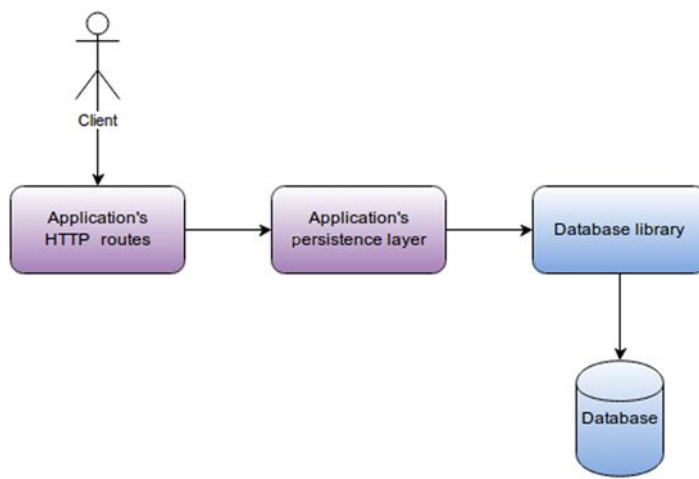 Client
Application's
HTTP routes
Application's
persistence layer
Database library
Database